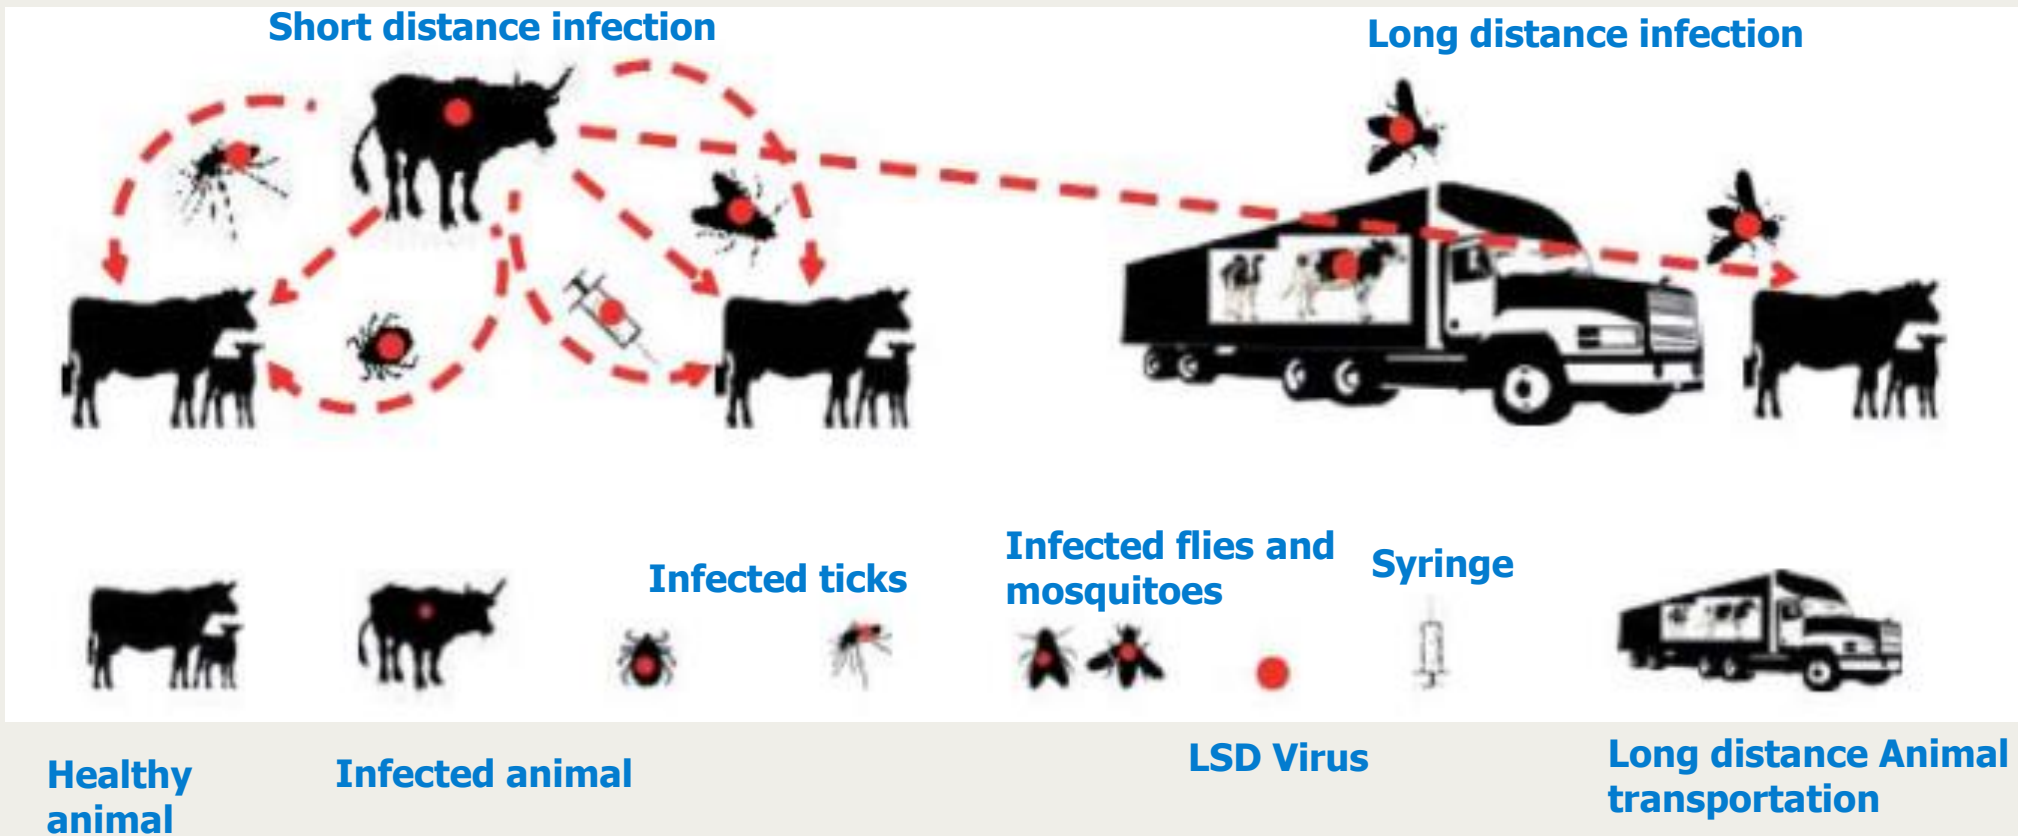 Short distance infection
Long distance infection
Infected ticks
Infected flies and
mosquitoes
Syringe
Healthy
animal
Infected animal
LSD Virus
Long distance Animal
transportation